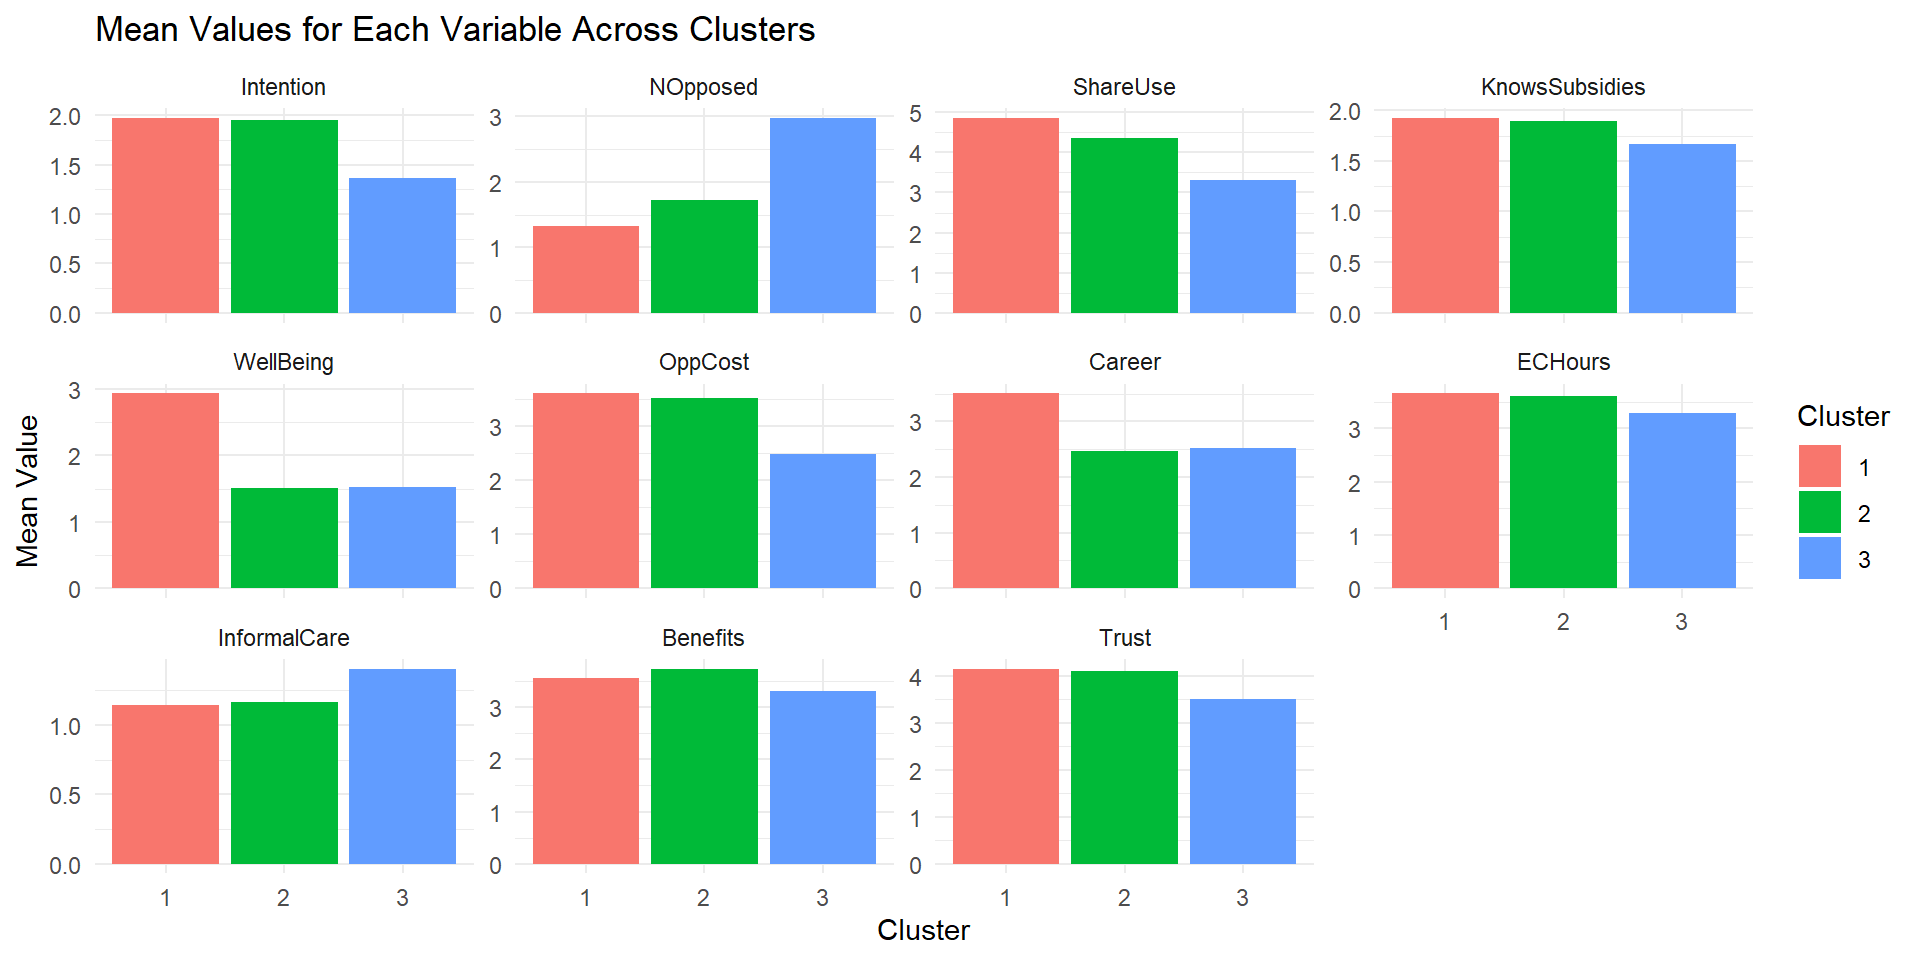 Mean Values for Each Variable Across Clusters
Intention
NOpposed
ShareUse
KnowsSubsidies
2.0
1.5
1.0
0.5
0.0
3
2
1
0
5
4
3
2
1
0
2.0
1.5
1.0
0.5
0.0
WellBeing
OppCost
Career
ECHours
3
2
1
0
3
2
1
0
3
2
1
0
3
2
1
0
1 2 3
InformalCare
Benefits
Trust
1.0
0.5
0.0
3
2
1
0
4
3
2
1
0
1 2 3
1 2 3
1 2 3
Mean Value
Cluster
Cluster
1
2
3